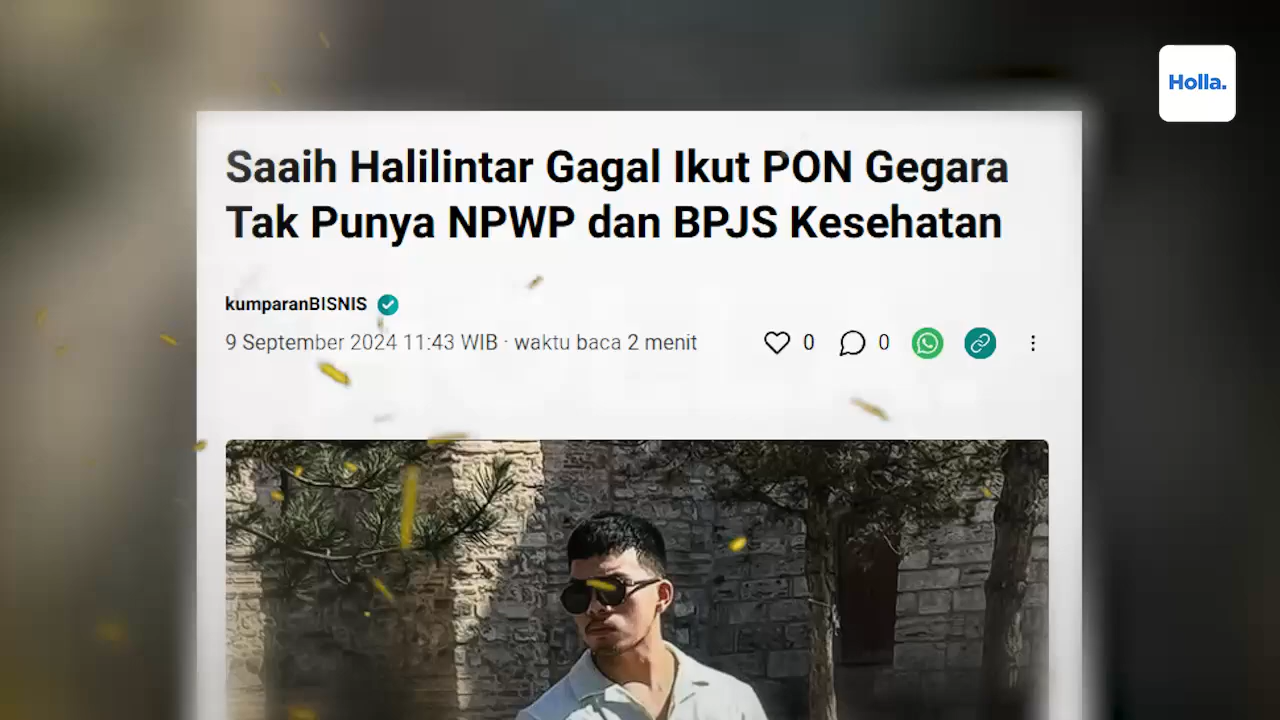 Holla.
Saaih Halilintar Gagal Ikut PON Gegara
Tak Punya NPWP dan BPJS Kesehatan
kumparanBISNIS
9 September 2024 11:43 WIB · waktu baca 2 menit
0
0